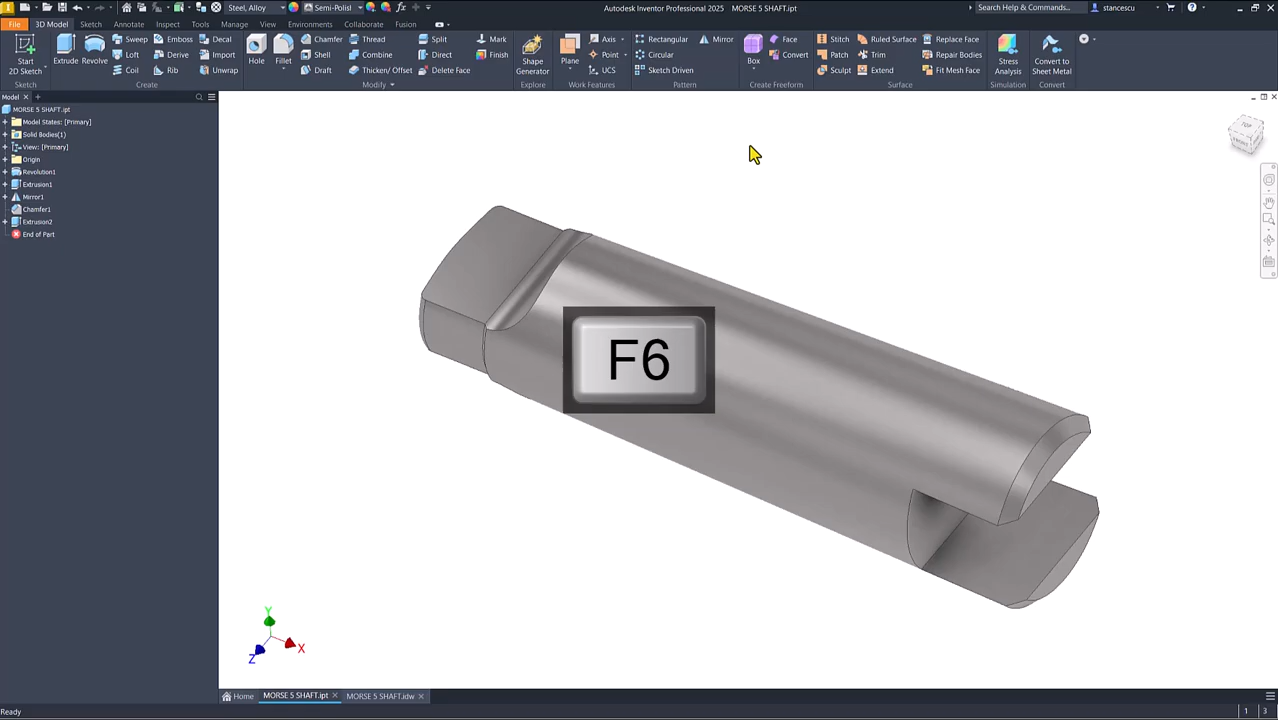 Steel, Alloy
Semi-Polisl
Autodesk Inventor Professional 2025 MORSE 5 SHAFT.ipt
Search Help & Commands...
stancescu
File 3D Model Sketch Annotate Inspect Tools Manage View Environments Collaborate Fusion
Start
2D Sketch
Sketch
Extrude
Revolve
Sweep
Loft
Coil
Emboss
Derive
Rib
Decal
Import
Unwrap
Create
Hole
Fillet
Chamfer
Shell
Draft
Thread
Combine
Thicken/ Offset
Split
Direct
Delete Face
Mark
Finish
Modify
Shape
Generator
Explore
Plane
Axis
Point
UCS
Work Features
Rectangular
Circular
Sketch Driven
Mirror
Pattern
Box
Face
Convert
Create Freeform
Stitch
Patch
Sculpt
Ruled Surface
Trim
Extend
Replace Face
Repair Bodies
Fit Mesh Face
Surface
Stress
Analysis
Simulation
Convert to
Sheet Metal
Convert
Model
MORSE 5 SHAFT.ipt
Model States: [Primary]
Solid Bodies(1)
View: [Primary]
Origin
Revolution1
Extrusion1
Mirror1
Chamfer1
Extrusion2
End of Part
TOP
FRONT
F6
Y
X
Z
Home
MORSE 5 SHAFT.ipt
MORSE 5 SHAFT.idw
Ready
1 3